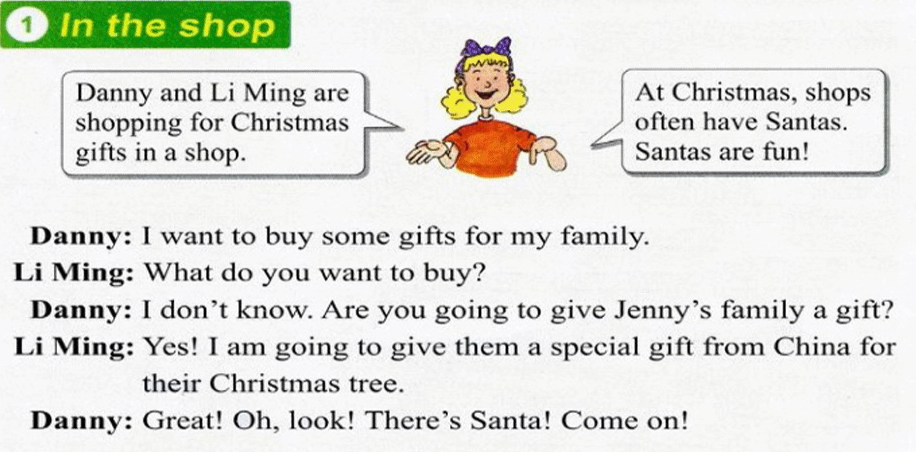 1 In the shop
Danny and Li Ming are
shopping for Christmas
gifts in a shop.
At Christmas, shops
often have Santas.
Santas are fun!
Danny: I want to buy some gifts for my family.
Li Ming: What do you want to buy?
Danny: I don't know. Are you going to give Jenny's family a gift?
Li Ming: Yes! I am going to give them a special gift from China for
their Christmas tree.
Danny: Great! Oh, look! There's Santa! Come on!